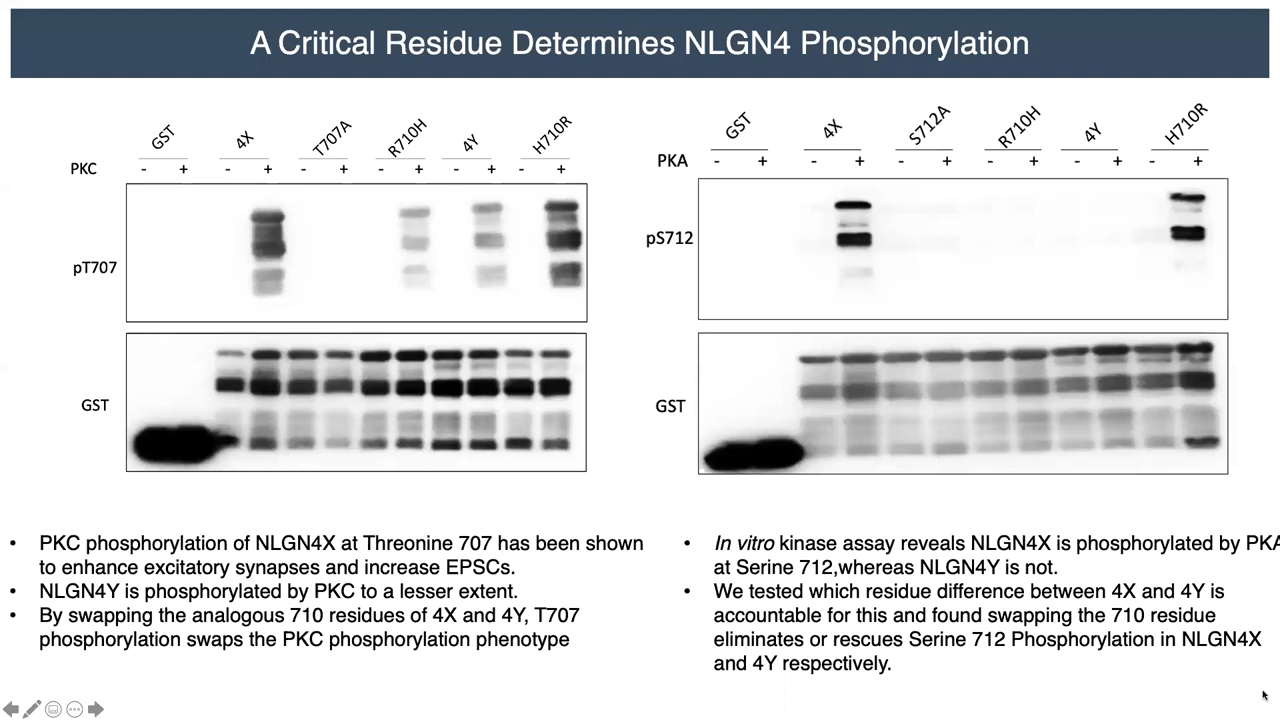 A Critical Residue Determines NLGN4 Phosphorylation
GST 4X T707A R710H 4Y H710R
PKC - + - + - + - + - + - +
pT707
GST
GST 4X S712A R710H 4Y H710R
PKA - + - + - + - + - + - +
pS712
GST
• PKC phosphorylation of NLGN4X at Threonine 707 has been shown
to enhance excitatory synapses and increase EPSCs.
• NLGN4Y is phosphorylated by PKC to a lesser extent.
• By swapping the analogous 710 residues of 4X and 4Y, T707
phosphorylation swaps the PKC phosphorylation phenotype
• In vitro kinase assay reveals NLGN4X is phosphorylated by PKA
at Serine 712,whereas NLGN4Y is not.
• We tested which residue difference between 4X and 4Y is
accountable for this and found swapping the 710 residue
eliminates or rescues Serine 712 Phosphorylation in NLGN4X
and 4Y respectively.